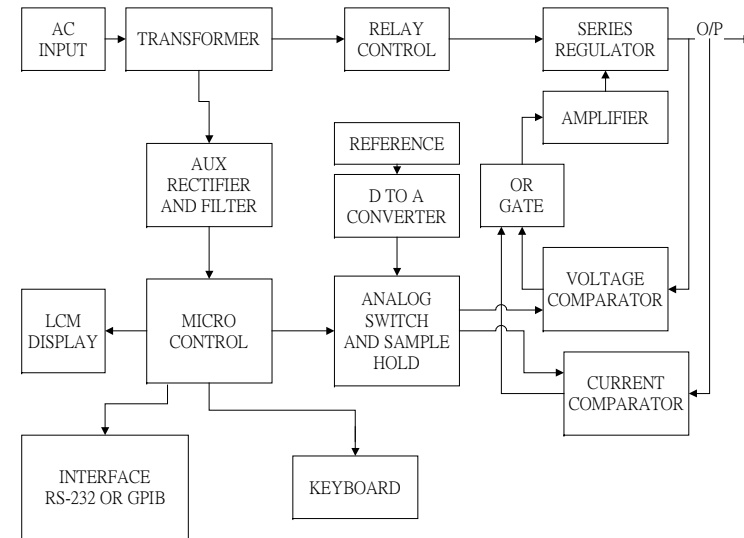 AC
INPUT
TRANSFORMER
RELAY
CONTROL
SERIES
REGULATOR
O/P
AMPLIFIER
REFERENCE
AUX
RECTIFIER
AND FILTER
D TO A
CONVERTER
OR
GATE
LCM
DISPLAY
MICRO
CONTROL
ANALOG
SWITCH
AND SAMPLE
HOLD
VOLTAGE
COMPARATOR
CURRENT
COMPARATOR
INTERFACE
RS-232 OR GPIB
KEYBOARD